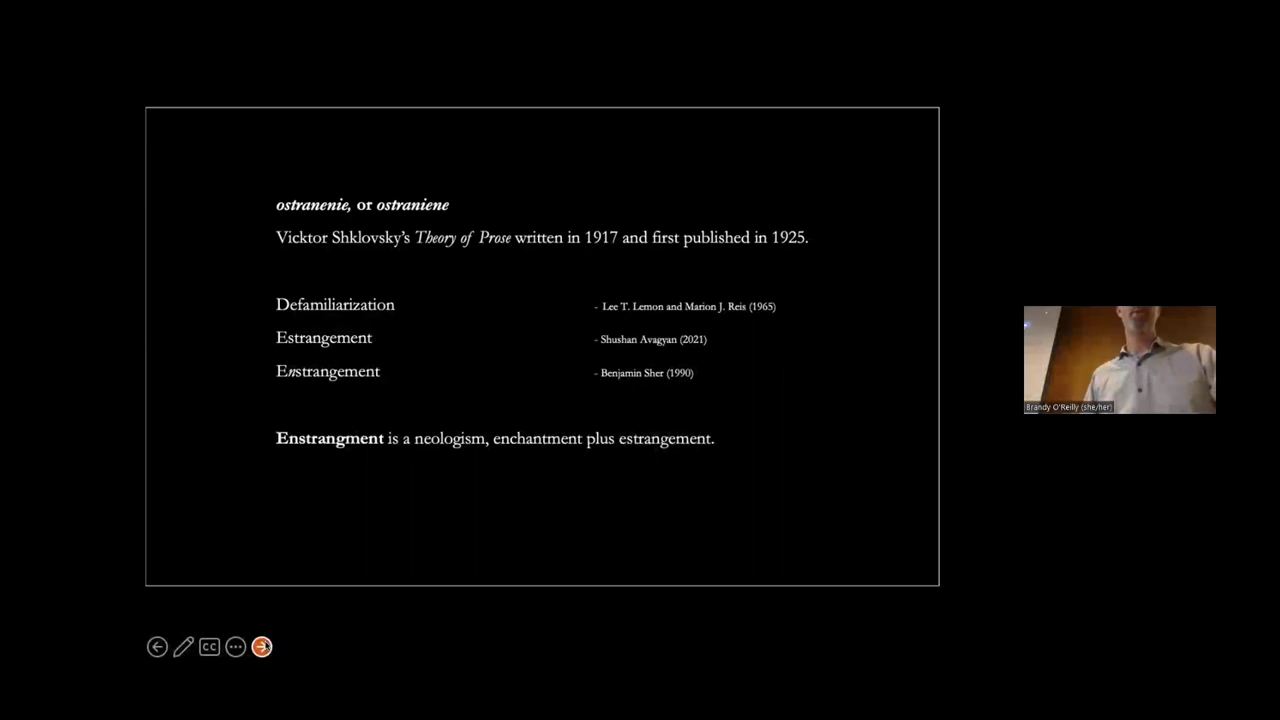 ostranenie, or ostraniene
Vicktor Shklovsky's Theory of Prose written in 1917 and first published in 1925.
Defamiliarization - Lee T. Lemon and Marion J. Reis (1965)
Estrangement - Shushan Avagyan (2021)
Enstrangement - Benjamin Sher (1990)
Enstrangment is a neologism, enchantment plus estrangement.
Brandy O'Reilly (she/her)
CC